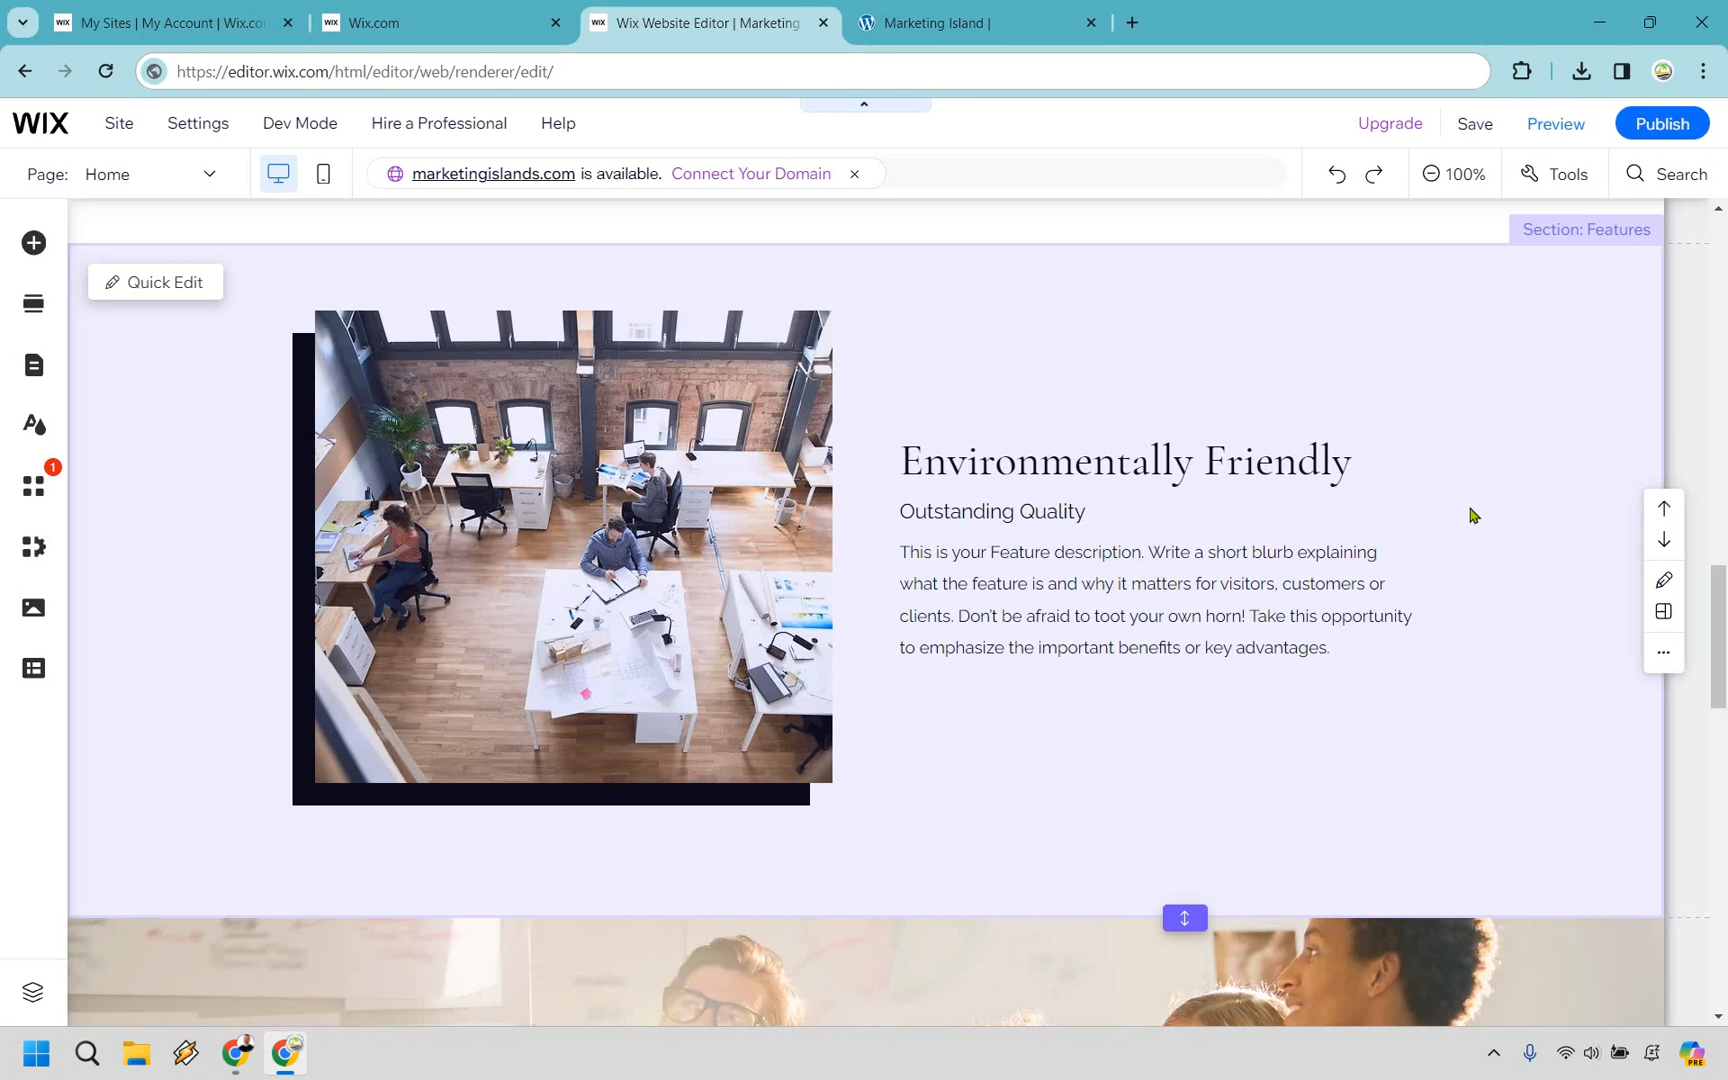 WIX My Sites | My Account | Wix.co
WIX Wix.com
WIX Wix Website Editor | Marketing
Marketing Island |
https://editor.wix.com/html/editor/web/renderer/edit/
WIX
Site
Settings
Dev Mode
Hire a Professional
Help
Upgrade
Save
Preview
Publish
Page: Home
marketingislands.com is available. Connect Your Domain
100%
Tools
Search
Section: Features
Quick Edit
1
Environmentally Friendly
Outstanding Quality
This is your Feature description. Write a short blurb explaining
what the feature is and why it matters for visitors, customers or
clients. Don't be afraid to toot your own horn! Take this opportunity
to emphasize the important benefits or key advantages.
PRE